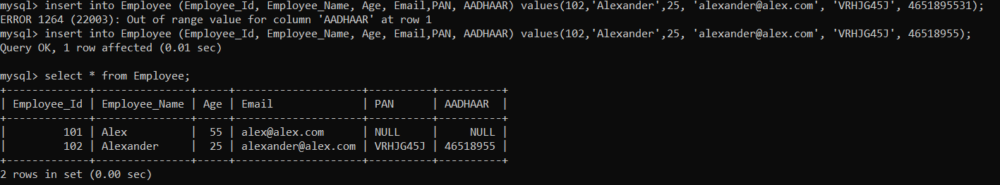 mysql> insert into Employee (Employee_Id, Employee_Name, Age, Email,PAN, AADHAAR) values(102,'Alexander',25, 'alexander@alex.com', 'VRHJG45J', 4651895531);
ERROR 1264 (22003): Out of range value for column 'AADHAAR' at row 1
mysql> insert into Employee (Employee_Id, Employee_Name, Age, Email,PAN, AADHAAR) values(102,'Alexander',25, 'alexander@alex.com', 'VRHJG45J', 46518955);
Query OK, 1 row affected (0.01 sec)
mysql> select * from Employee;
+-------------+---------------+-----+--------------------+----------+----------+
| Employee_Id | Employee_Name | Age | Email              | PAN      | AADHAAR  |
+-------------+---------------+-----+--------------------+----------+----------+
|         101 | Alex          |  55 | alex@alex.com      | NULL     |     NULL |
|         102 | Alexander     |  25 | alexander@alex.com | VRHJG45J | 46518955 |
+-------------+---------------+-----+--------------------+----------+----------+
2 rows in set (0.00 sec)